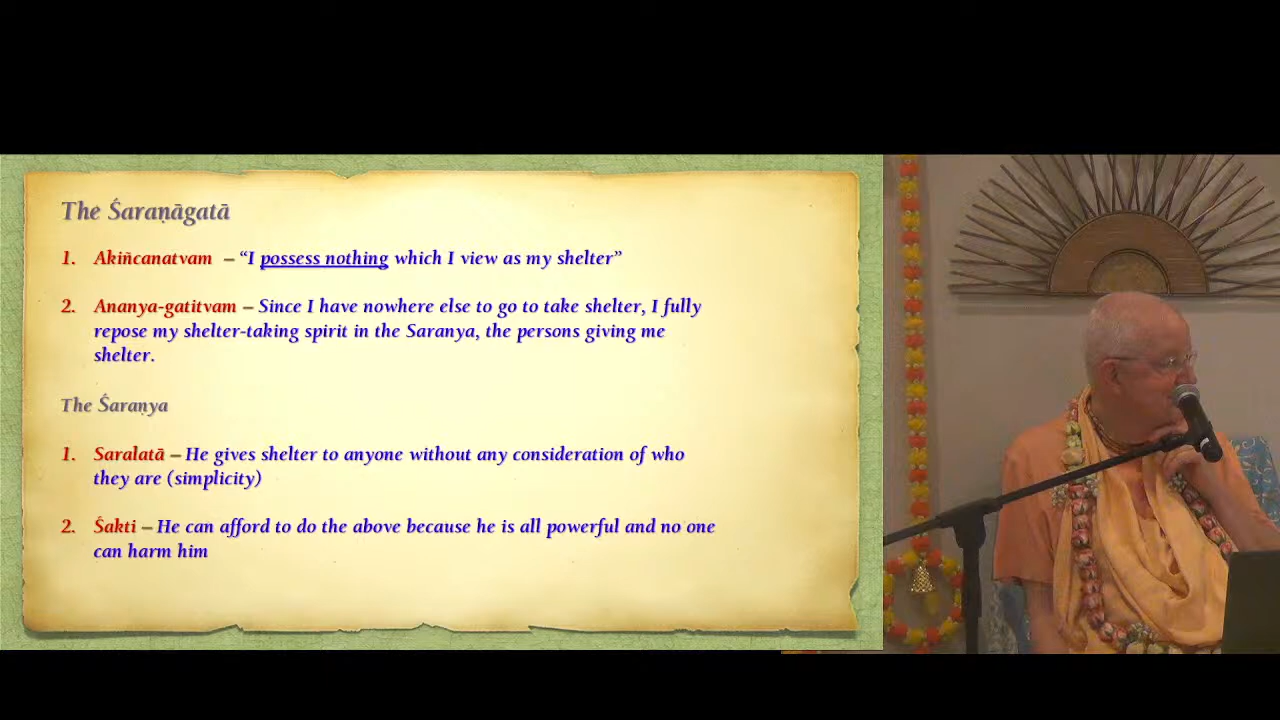 The Śaraṇāgatā
1. Akiñcanatvam – “I possess nothing which I view as my shelter”
2. Ananya-gatitvam – Since I have nowhere else to go to take shelter, I fully
repose my shelter-taking spirit in the Saranya, the persons giving me
shelter.
The Śaraṇya
1. Saralatā – He gives shelter to anyone without any consideration of who
they are (simplicity)
2. Śakti – He can afford to do the above because he is all powerful and no one
can harm him